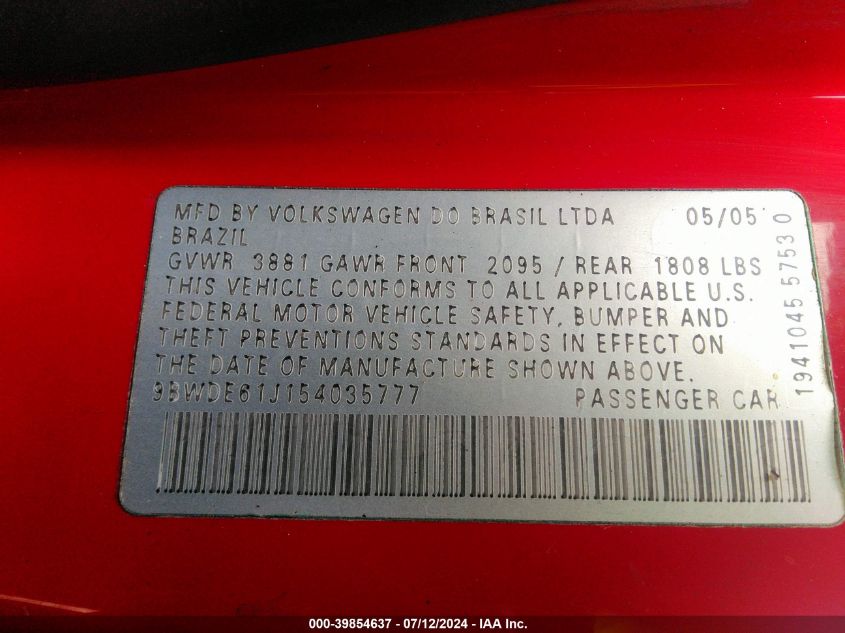 MFD BY VOLKSWAGEN DO BRASIL LTDA 05/05
BRAZIL
GVWR 3881 GAWR FRONT 2095 / REAR 1808 LBS
THIS VEHICLE CONFORMS TO ALL APPLICABLE U.S.
FEDERAL MOTOR VEHICLE SAFETY, BUMPER AND
THEFT PREVENTIONS STANDARDS IN EFFECT ON
THE DATE OF MANUFACTURE SHOWN ABOVE.
9BWDE61J154035777 PASSENGER CAR
1941045 57530
000-39854637 - 07/12/2024 - IAA Inc.